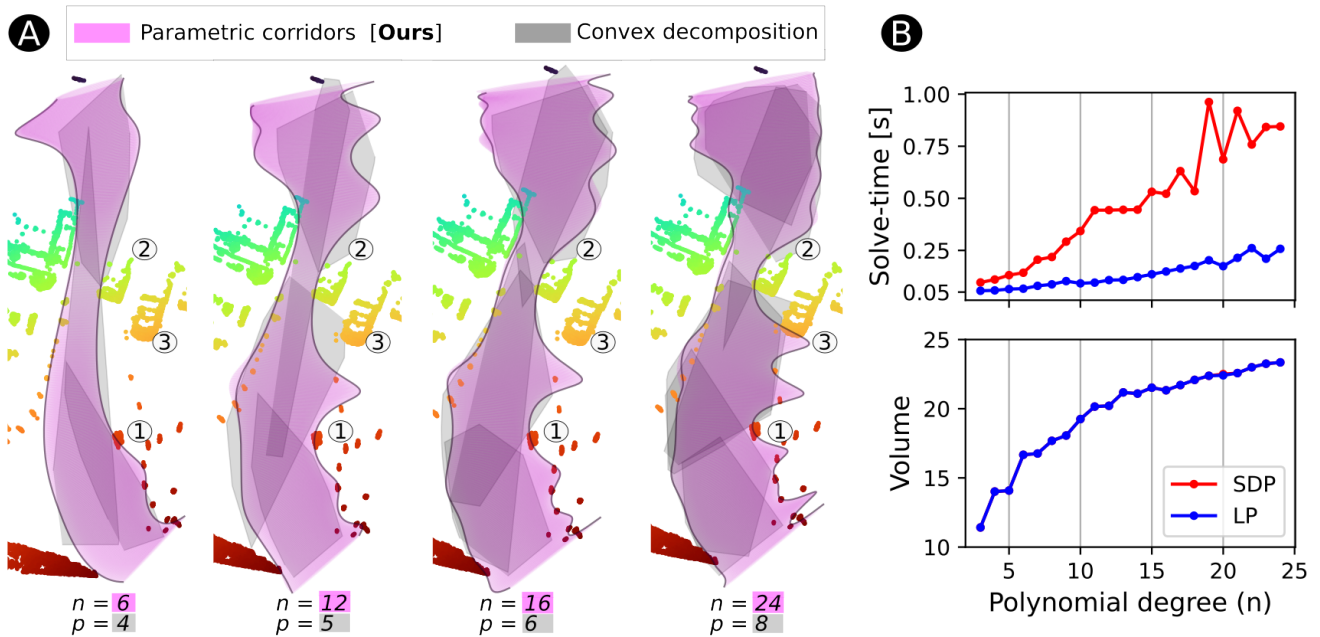 A
Parametric corridors [Ours]
Convex decomposition
2
3
1
n = 6
p = 4
2
3
1
n = 12
p = 5
2
3
1
n = 16
p = 6
2
3
1
n = 24
p = 8
B
Solve-time [s]
1.00
0.75
0.50
0.25
0.05
Volume
25
20
15
10
SDP
LP
5 10 15 20 25
Polynomial degree (n)